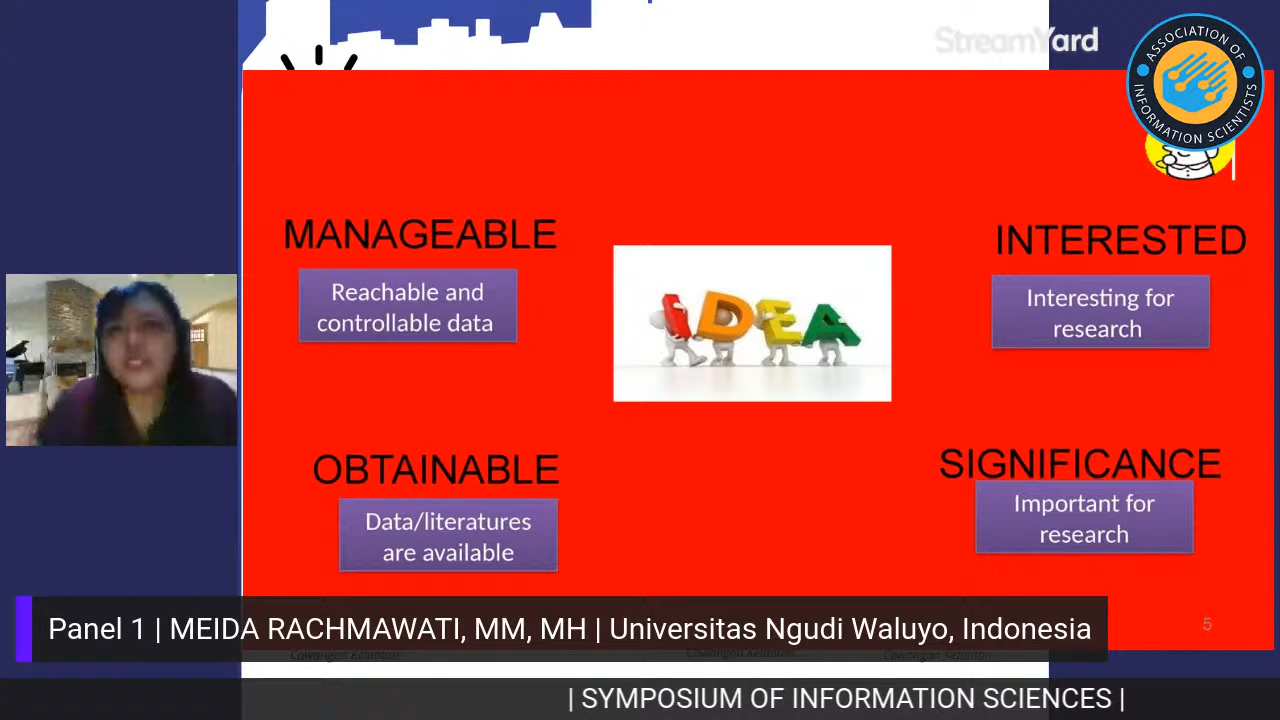 StreamYard
ASSOCIATION OF
INFORMATION SCIENTISTS
MANAGEABLE
Reachable and
controllable data
IDEA
INTERESTED
Interesting for
research
OBTAINABLE
Data/literatures
are available
SIGNIFICANCE
Important for
research
5
Panel 1 | MEIDA RACHMAWATI, MM, MH | Universitas Ngudi Waluyo, Indonesia
| SYMPOSIUM OF INFORMATION SCIENCES |